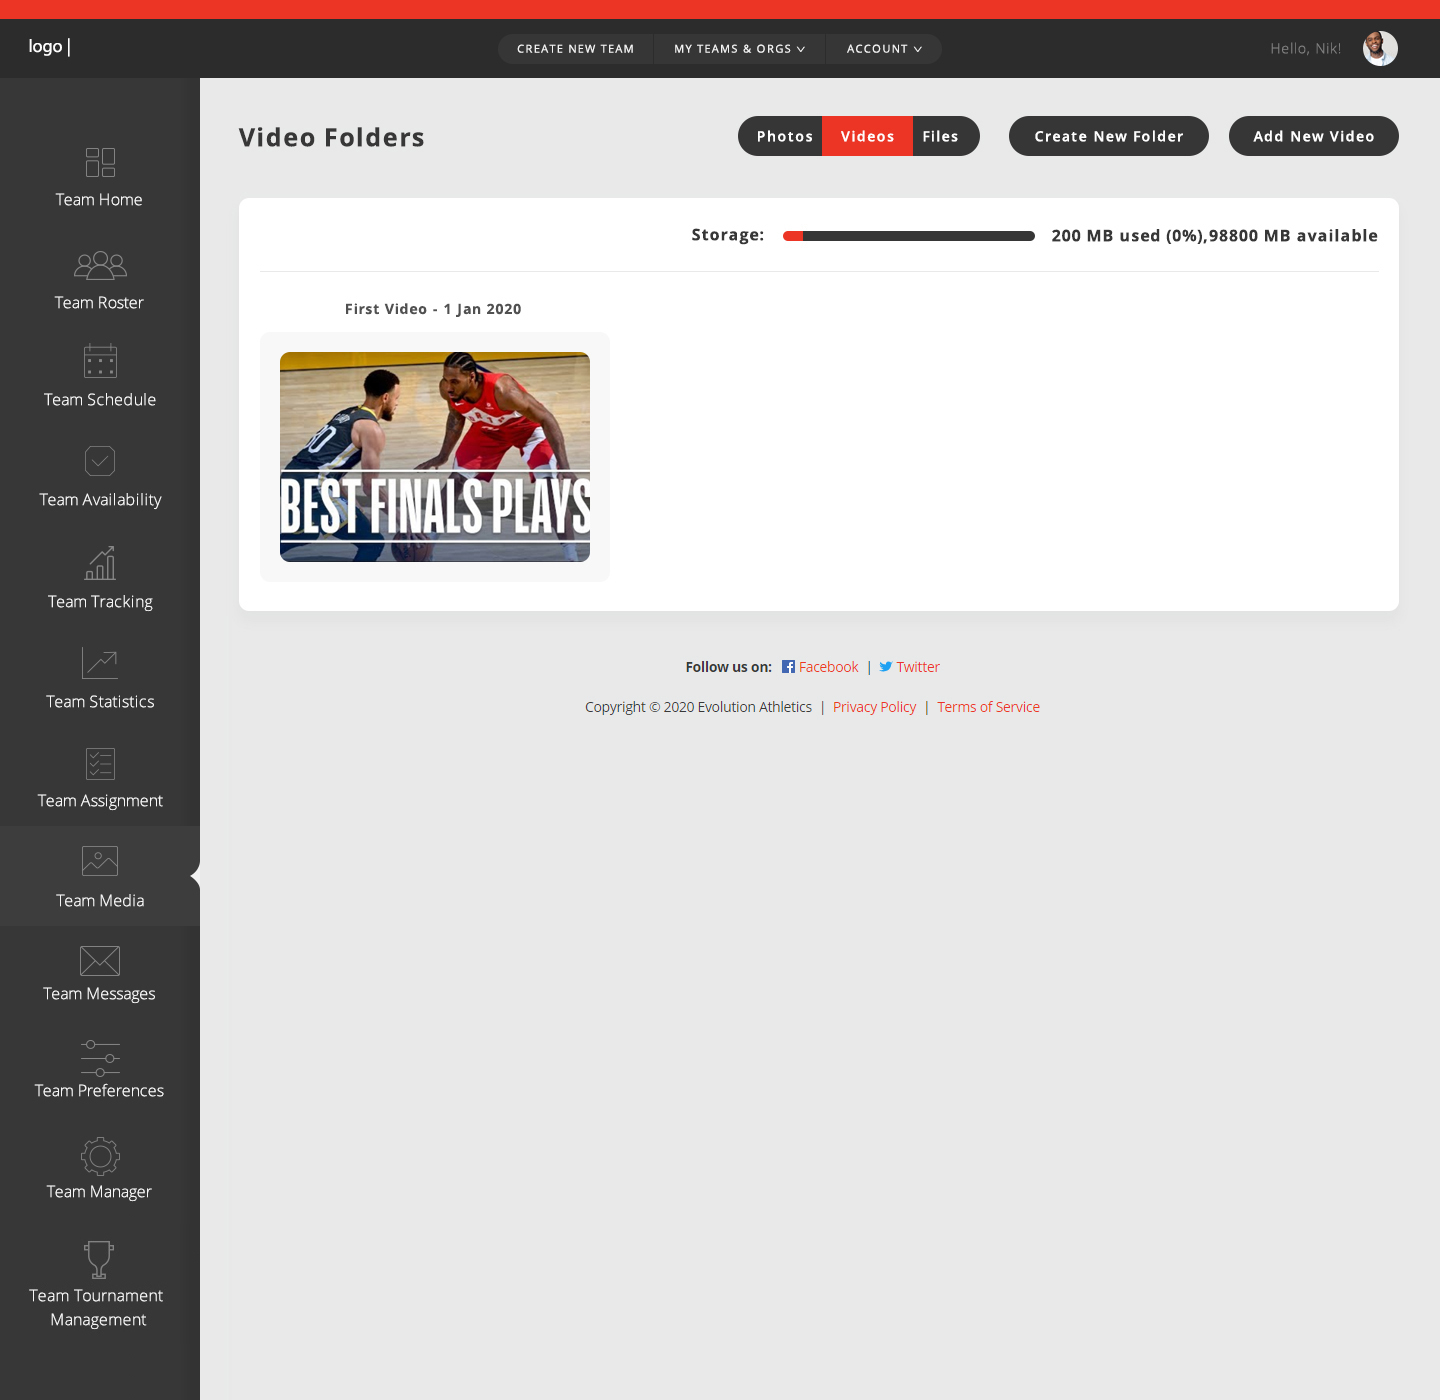 logo |
CREATE NEW TEAM
MY TEAMS & ORGS
ACCOUNT
Hello, Nik!
Team Home
Team Roster
Team Schedule
Team Availability
Team Tracking
Team Statistics
Team Assignment
Team Media
Team Messages
Team Preferences
Team Manager
Team Tournament
Management
Video Folders
Photos
Videos
Files
Create New Folder
Add New Video
Storage:
200 MB used (0%),98800 MB available
First Video - 1 Jan 2020
30
BEST FINALS PLAYS
Follow us on: Facebook | Twitter
Copyright © 2020 Evolution Athletics | Privacy Policy | Terms of Service